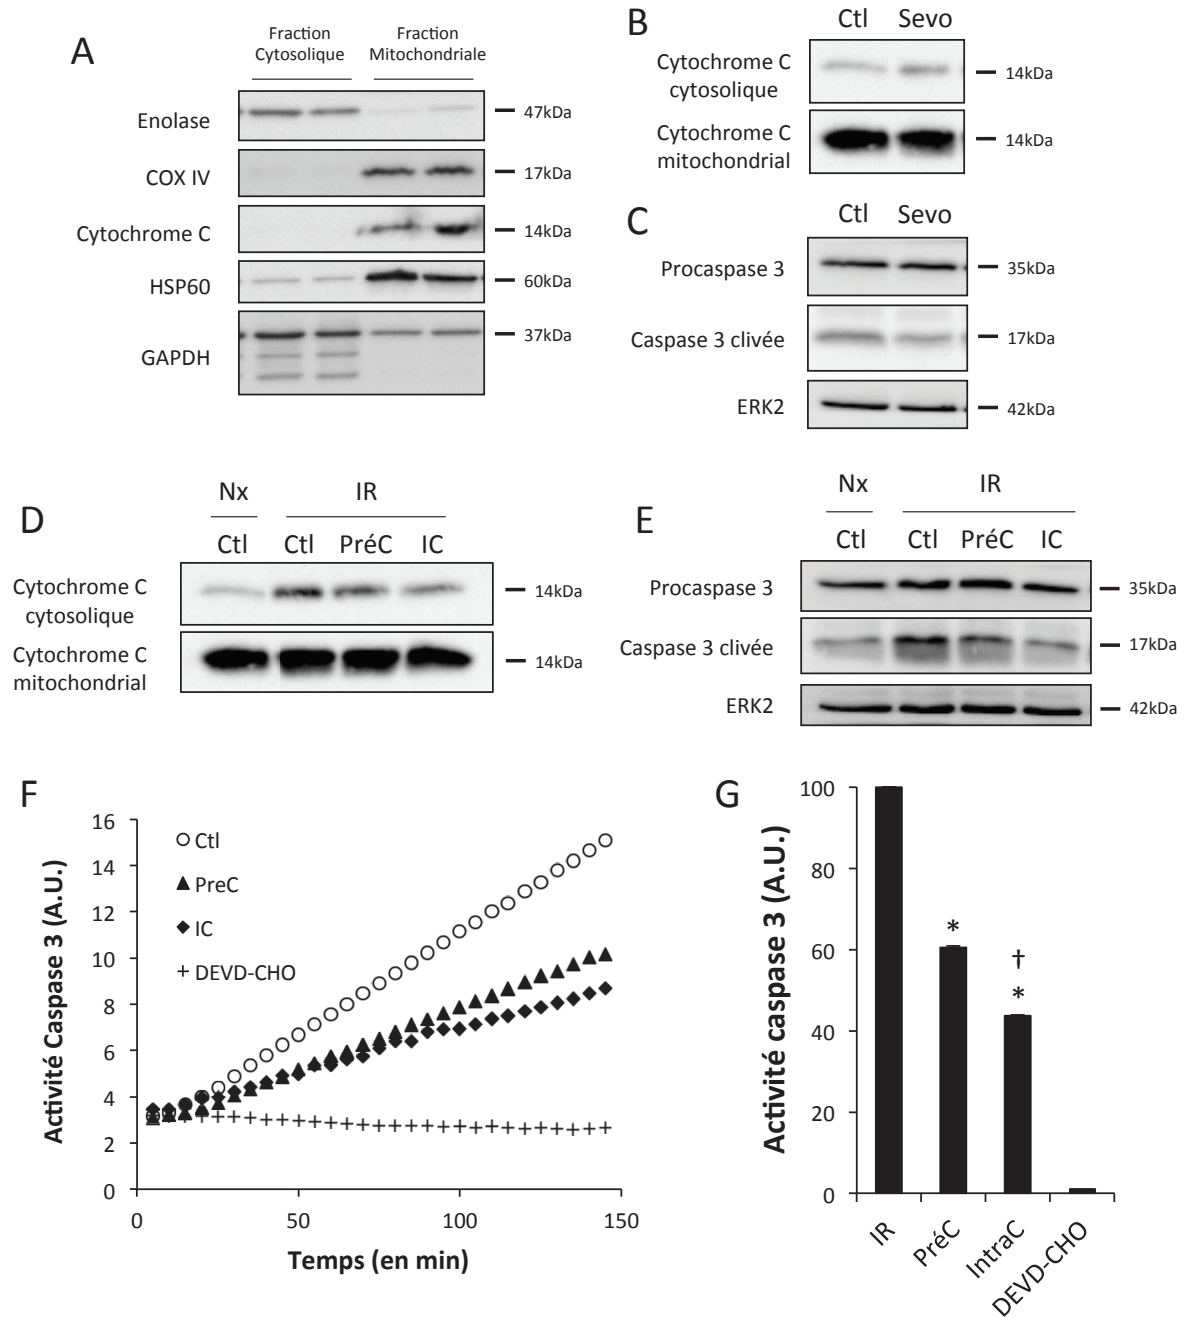 A
Fraction
Cytosolique
Fraction
Mitochondriale
Enolase
47kDa
COX IV
17kDa
Cytochrome C
14kDa
HSP60
60kDa
GAPDH
37kDa
B
Ctl
Sevo
Cytochrome C
cytosolique
14kDa
Cytochrome C
mitochondrial
14kDa
C
Ctl
Sevo
Procaspase 3
35kDa
Caspase 3 clivée
17kDa
ERK2
42kDa
D
Nx
IR
Ctl
Ctl
PréC
IC
Cytochrome C
cytosolique
14kDa
Cytochrome C
mitochondrial
14kDa
E
Nx
IR
Ctl
Ctl
PréC
IC
Procaspase 3
35kDa
Caspase 3 clivée
17kDa
ERK2
42kDa
F
Activité Caspase 3 (A.U.)
16
14
12
10
8
6
4
2
0
Ctl
PreC
IC
DEVD-CHO
0
50
100
150
Temps (en min)
G
Activité caspase 3 (A.U.)
100
80
60
40
20
0
*
†
*
IR
PréC
IntraC
DEVD-CHO